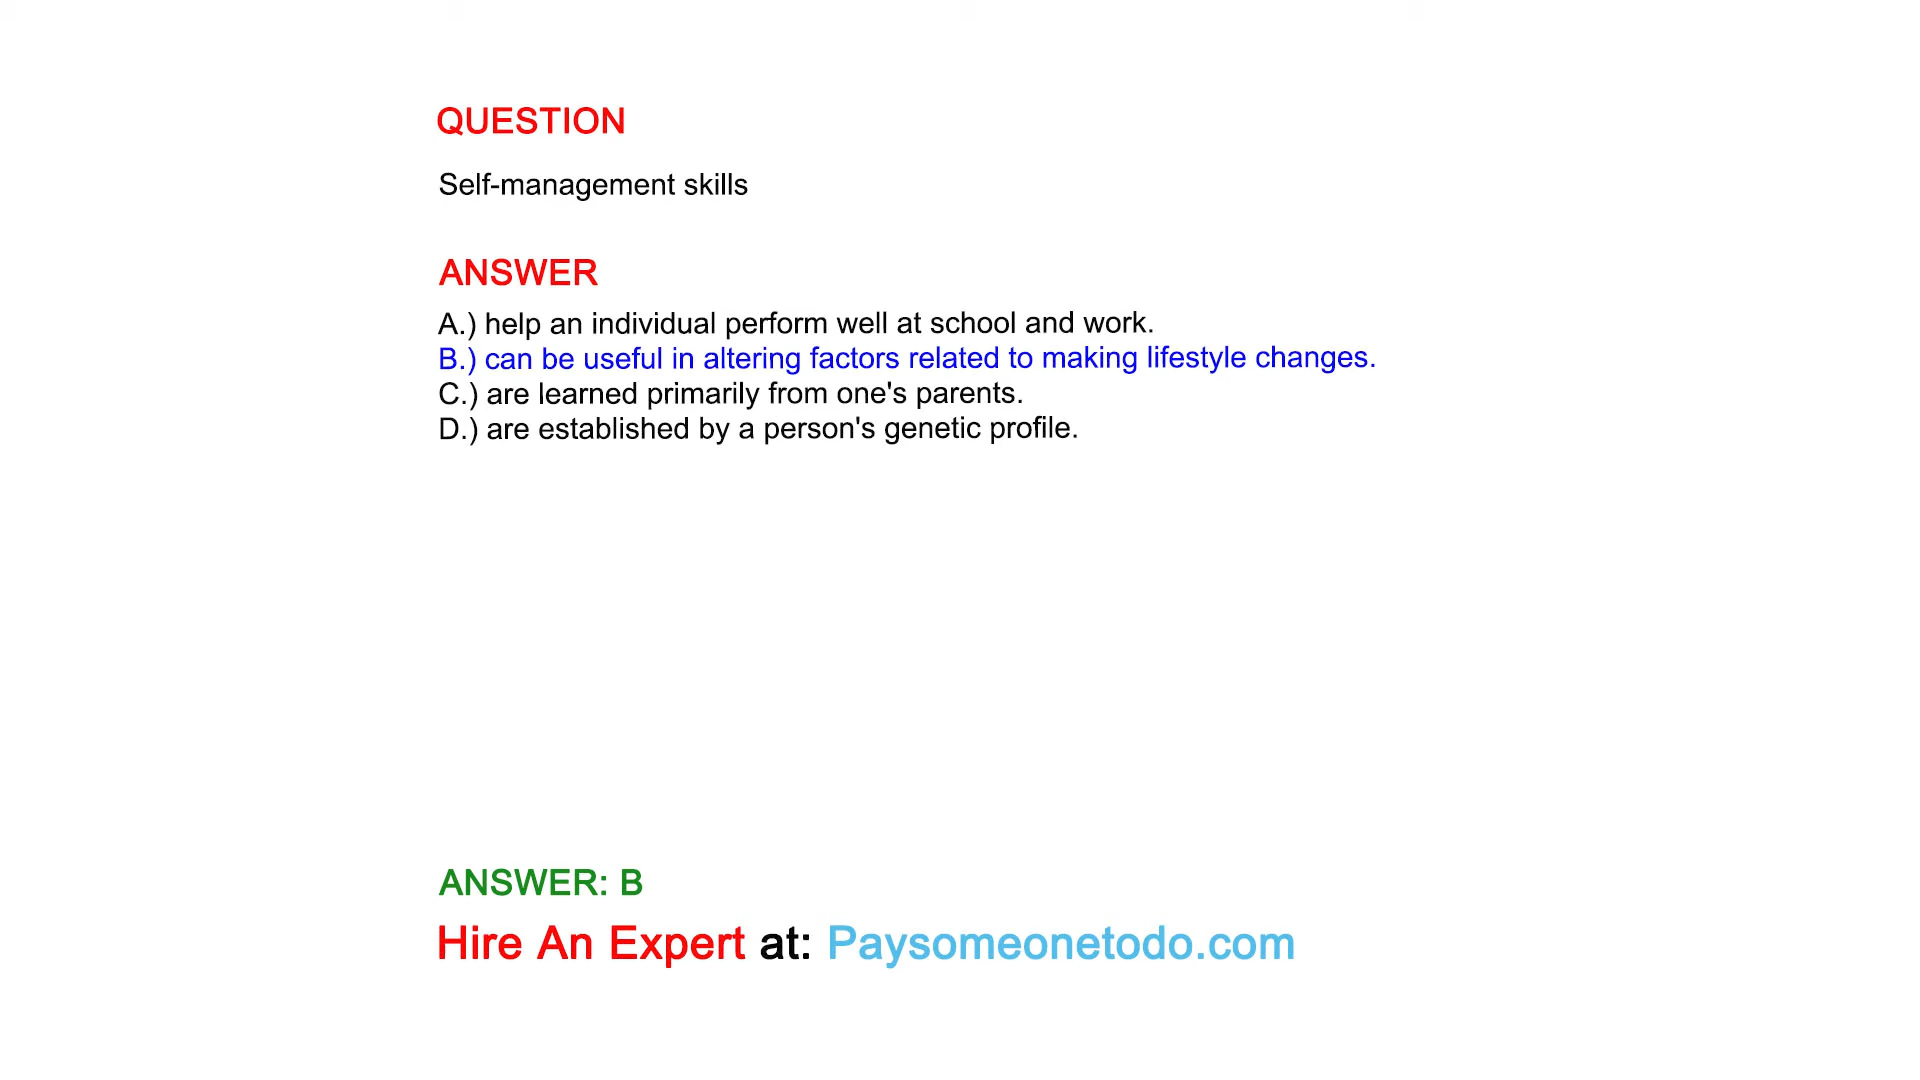 QUESTION
Self-management skills
ANSWER
A.) help an individual perform well at school and work.
B.) can be useful in altering factors related to making lifestyle changes.
C.) are learned primarily from one's parents.
D.) are established by a person's genetic profile.
ANSWER: B
Hire An Expert at: Paysomeonetodo.com